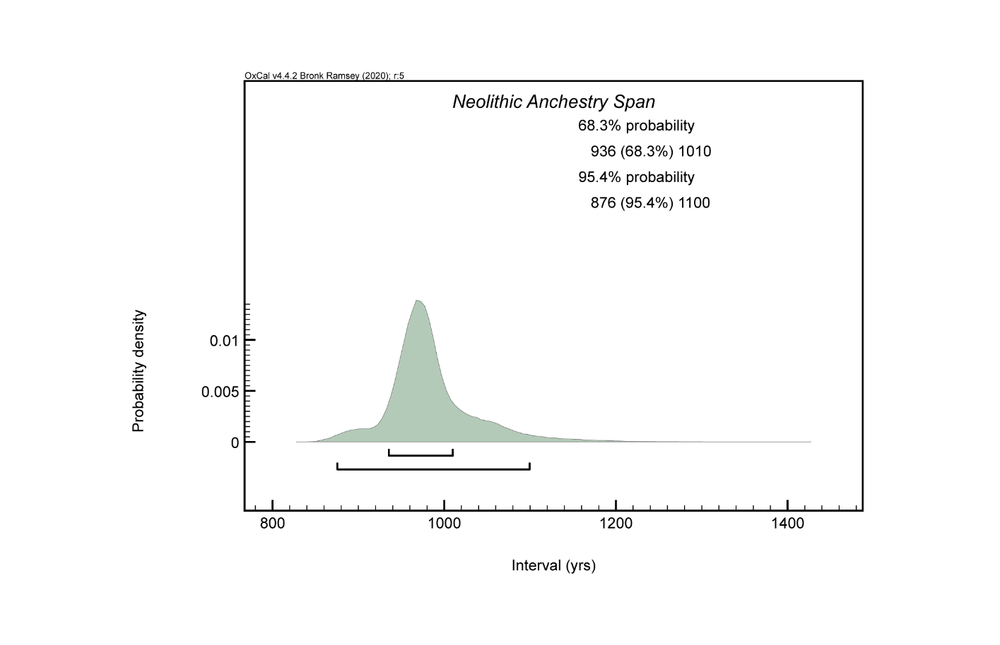 OxCal v4.4.2 Bronk Ramsey (2020); r:5
Neolithic Anchestry Span
68.3% probability
936 (68.3%) 1010
95.4% probability
876 (95.4%) 1100
Probability density
0.01
0.005
0
800 1000 1200 1400
Interval (yrs)